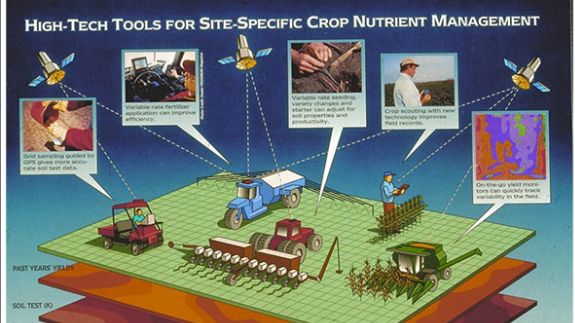 HIGH-TECH TOOLS FOR SITE-SPECIFIC CROP NUTRIENT MANAGEMENT
Variable rate fertilizer
application can improve
efficiency.
Variable rate seeding,
variety changes and
starter can adjust for
soil properties and
productivity.
Crop scouting with new
technology improves
field records.
Grid sampling guided by
GPS gives more accu-
rate soil test data.
On-the-go yield moni-
tors can quickly track
variability in the field.
PAST YEARS' YIELDS
SOIL TEST (K)